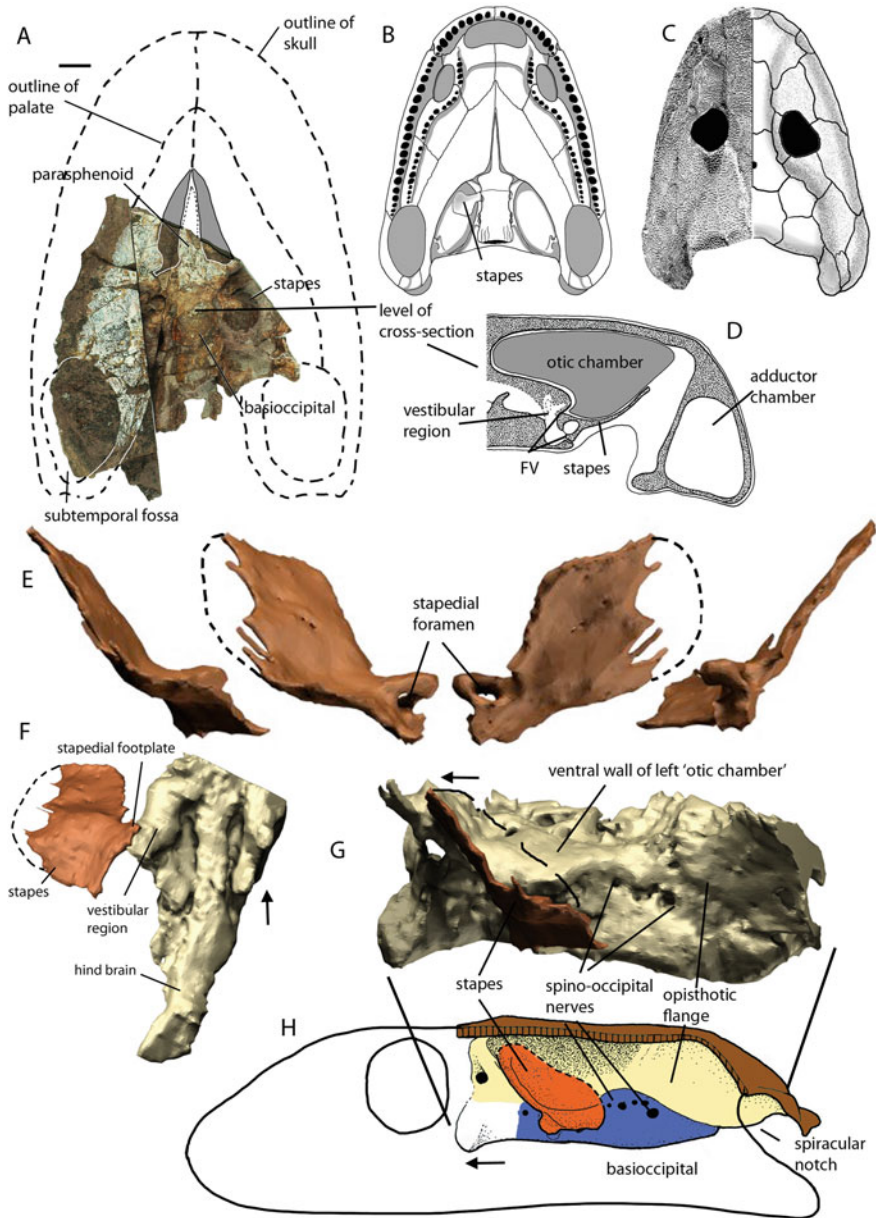 A
outline of
skull
outline of
palate
parasphenoid
stapes
basioccipital
subtemporal fossa
B
stapes
C
level of
cross-section
D
otic chamber
adductor
chamber
vestibular
region
FV
stapes
E
stapedial
foramen
F
stapedial footplate
stapes
vestibular
region
hind brain
ventral wall of left 'otic chamber'
G
stapes
spino-occipital
nerves
opisthotic
flange
H
basioccipital
spiracular
notch